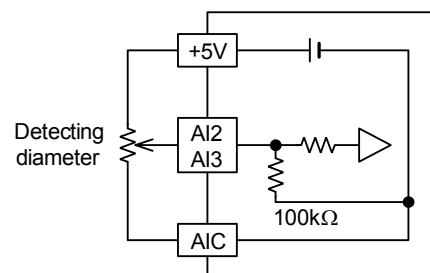 +5V
Detecting
diameter
AI2
AI3
100kΩ
AIC